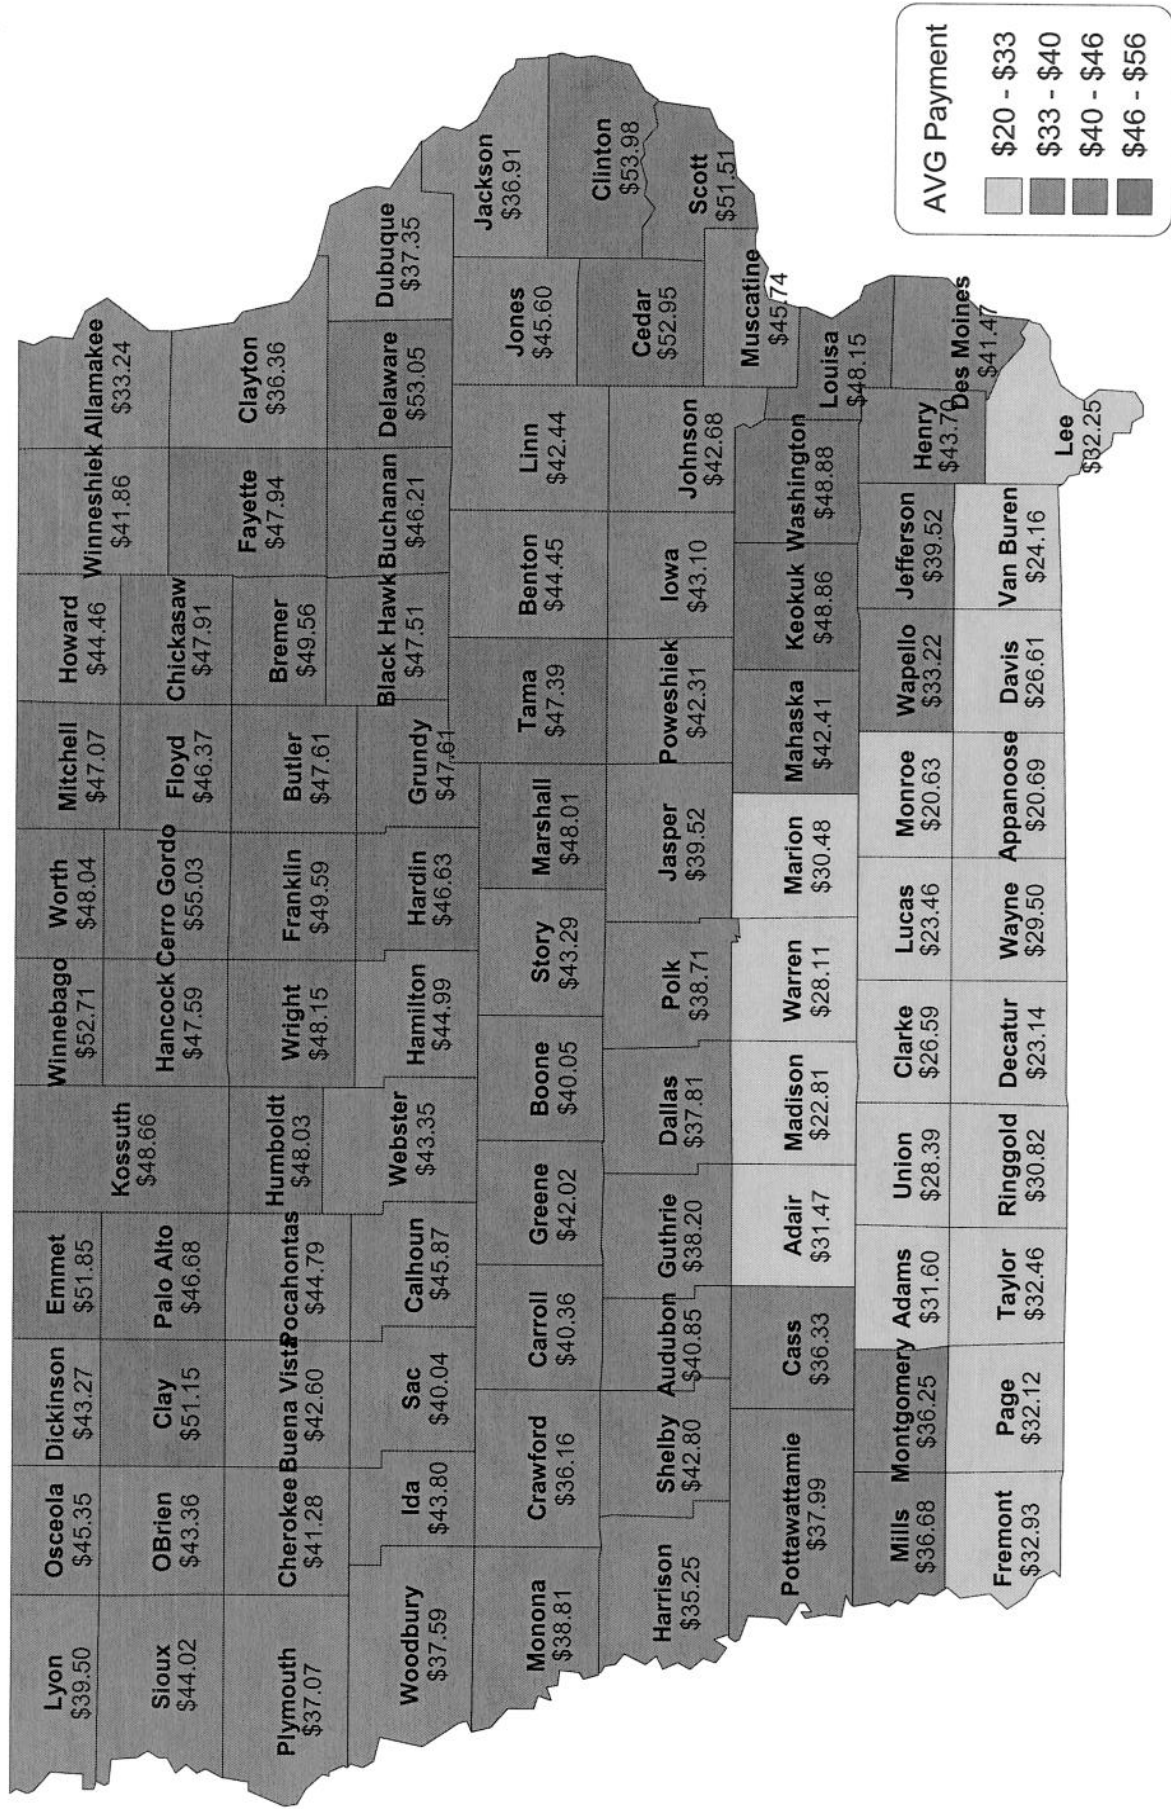 Lyon
$39.50
Osceola
$45.35
Dickinson
$43.27
Emmet
$51.85
Kossuth
$48.66
Winnebago
$52.71
Worth
$48.04
Mitchell
$47.07
Howard
$44.46
Winneshiek
$41.86
Allamakee
$33.24
Sioux
$44.02
OBrien
$43.36
Clay
$51.15
Palo Alto
$46.68
Hancock
$47.59
Cerro Gordo
$55.03
Floyd
$46.37
Chickasaw
$47.91
Fayette
$47.94
Clayton
$36.36
Plymouth
$37.07
Cherokee
$41.28
Buena Vista
$42.60
Pocahontas
$44.79
Humboldt
$48.03
Wright
$48.15
Franklin
$49.59
Butler
$47.61
Bremer
$49.56
Woodbury
$37.59
Ida
$43.80
Sac
$40.04
Calhoun
$45.87
Webster
$43.35
Hamilton
$44.99
Hardin
$46.63
Grundy
$47.61
Black Hawk
$47.51
Buchanan
$46.21
Delaware
$53.05
Dubuque
$37.35
Monona
$38.81
Crawford
$36.16
Carroll
$40.36
Greene
$42.02
Boone
$40.05
Story
$43.29
Marshall
$48.01
Tama
$47.39
Benton
$44.45
Linn
$42.44
Jones
$45.60
Jackson
$36.91
Clinton
$53.98
Harrison
$35.25
Shelby
$42.80
Audubon
$40.85
Guthrie
$38.20
Dallas
$37.81
Polk
$38.71
Jasper
$39.52
Poweshiek
$42.31
Iowa
$43.10
Johnson
$42.68
Cedar
$52.95
Scott
$51.51
Muscatine
$45.74
Pottawattamie
$37.99
Cass
$36.33
Adair
$31.47
Madison
$22.81
Warren
$28.11
Marion
$30.48
Mahaska
$42.41
Keokuk
$48.86
Washington
$48.88
Louisa
$48.15
Mills
$36.68
Montgomery
$36.25
Adams
$31.60
Union
$28.39
Clarke
$26.59
Lucas
$23.46
Monroe
$20.63
Wapello
$33.22
Jefferson
$39.52
Henry
$43.70
Des Moines
$41.47
Fremont
$32.93
Page
$32.12
Taylor
$32.46
Ringgold
$30.82
Decatur
$23.14
Wayne
$29.50
Appanoose
$20.69
Davis
$26.61
Van Buren
$24.16
Lee
$32.25
AVG Payment
$20 - $33
$33 - $40
$40 - $46
$46 - $56